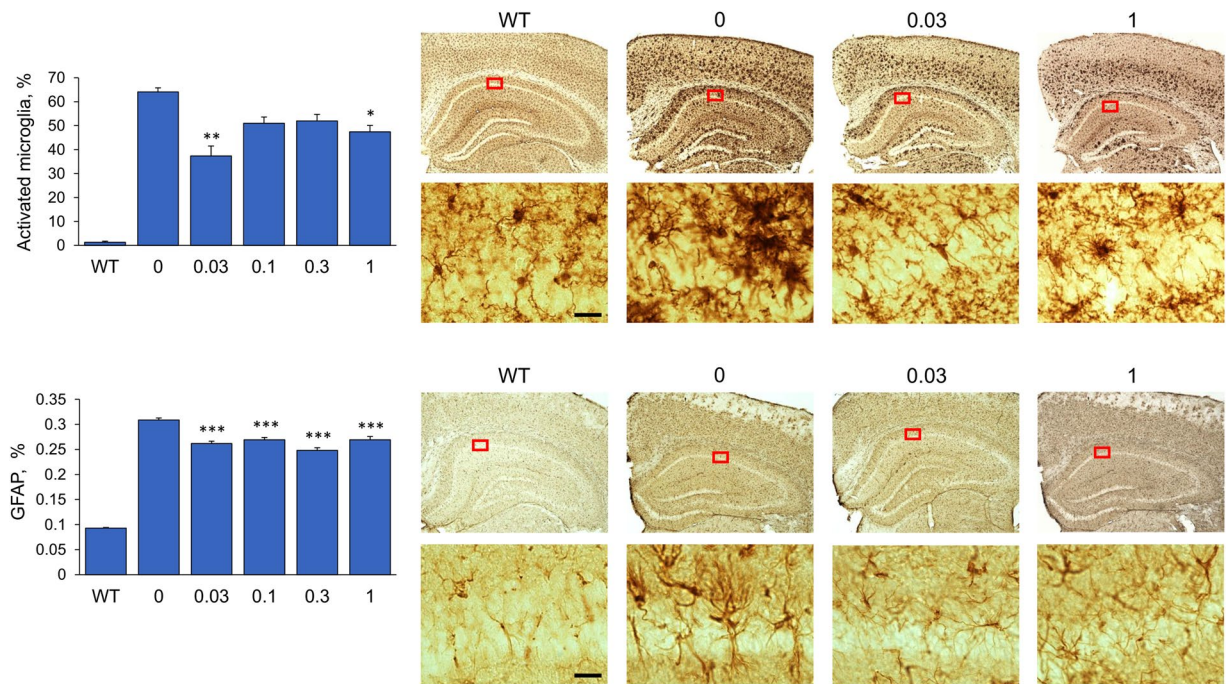 WT 0 0.03 1
Activated microglia, %
70
60
50
40
30
20
10
0
**
*
WT 0 0.03 0.1 0.3 1
WT 0 0.03 1
GFAP, %
0.35
0.3
0.25
0.2
0.15
0.1
0.05
0
*** *** *** ***
WT 0 0.03 0.1 0.3 1